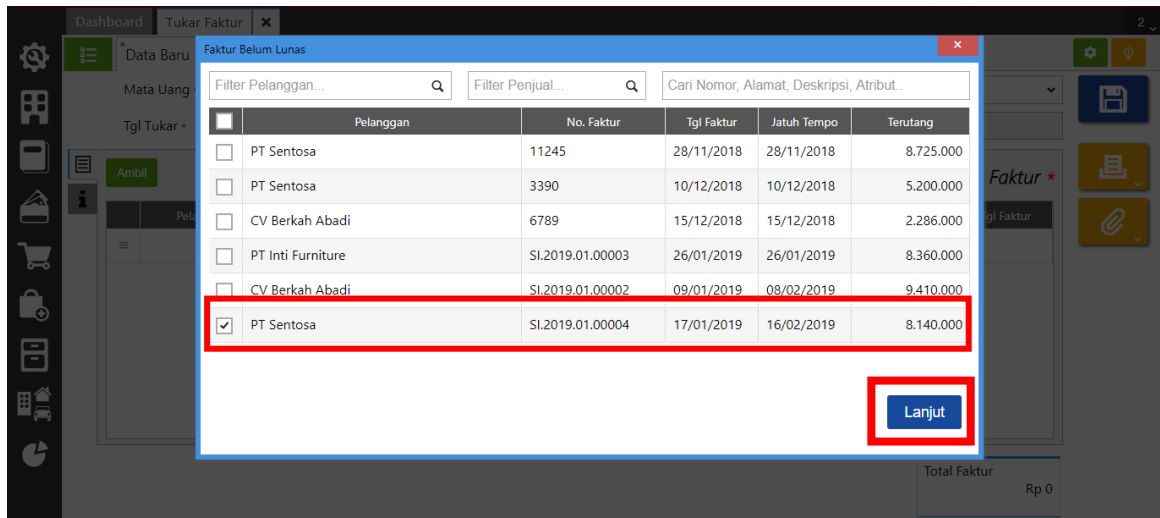 Dashboard Tukar Faktur 2
*Data Baru
Faktur Belum Lunas
Mata Uang
Filter Pelanggan... Filter Penjual... Cari Nomor, Alamat, Deskripsi, Atribut..
Tgl Tukar *
Pelanggan No. Faktur Tgl Faktur Jatuh Tempo Terutang
PT Sentosa 11245 28/11/2018 28/11/2018 8.725.000
Ambil Faktur *
PT Sentosa 3390 10/12/2018 10/12/2018 5.200.000
CV Berkah Abadi 6789 15/12/2018 15/12/2018 2.286.000
Pela gl Faktur
PT Inti Furniture SI.2019.01.00003 26/01/2019 26/01/2019 8.360.000
CV Berkah Abadi SI.2019.01.00002 09/01/2019 08/02/2019 9.410.000
PT Sentosa SI.2019.01.00004 17/01/2019 16/02/2019 8.140.000
Lanjut
Total Faktur
Rp 0